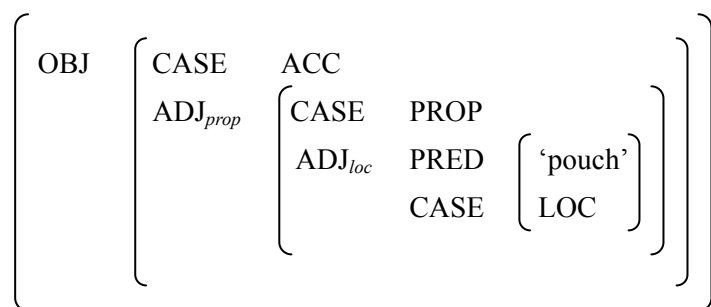 OBJ CASE ACC
ADJprop CASE PROP
ADJloc PRED ‘pouch’
CASE LOC